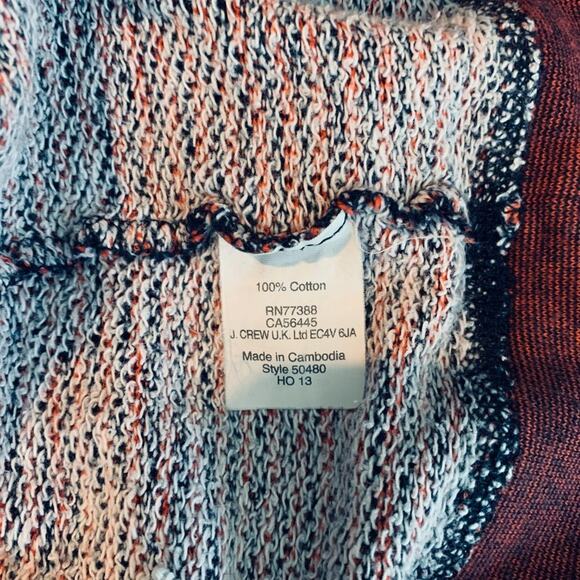 100% Cotton
RN77388
CA56445
J. CREW U.K. Ltd EC4V 6JA
Made in Cambodia
Style 50480
HO 13